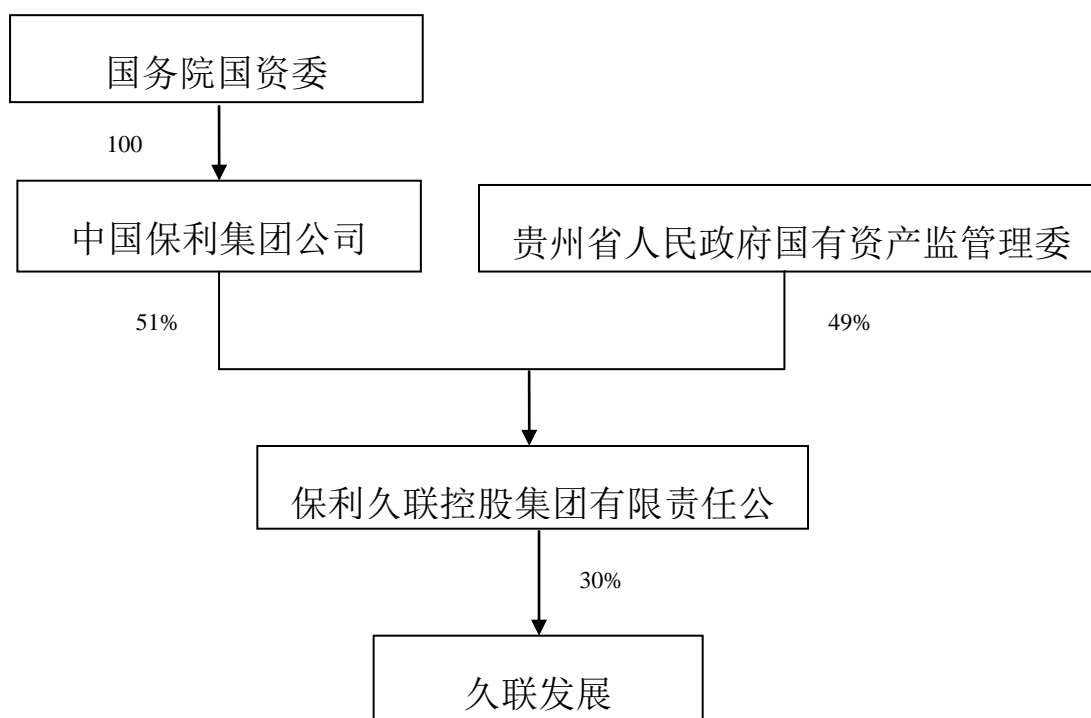 国务院国资委
100
中国保利集团公司
贵州省人民政府国有资产监管理委
51%
49%
保利久联控股集团有限责任公
30%
久联发展